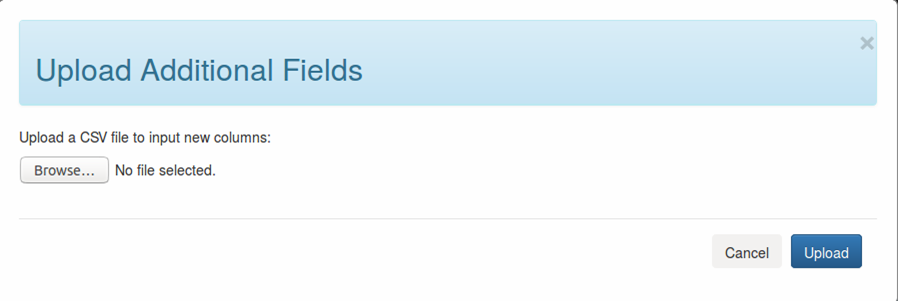 Upload Additional Fields
×
Upload a CSV file to input new columns:
Browse... No file selected.
Cancel Upload